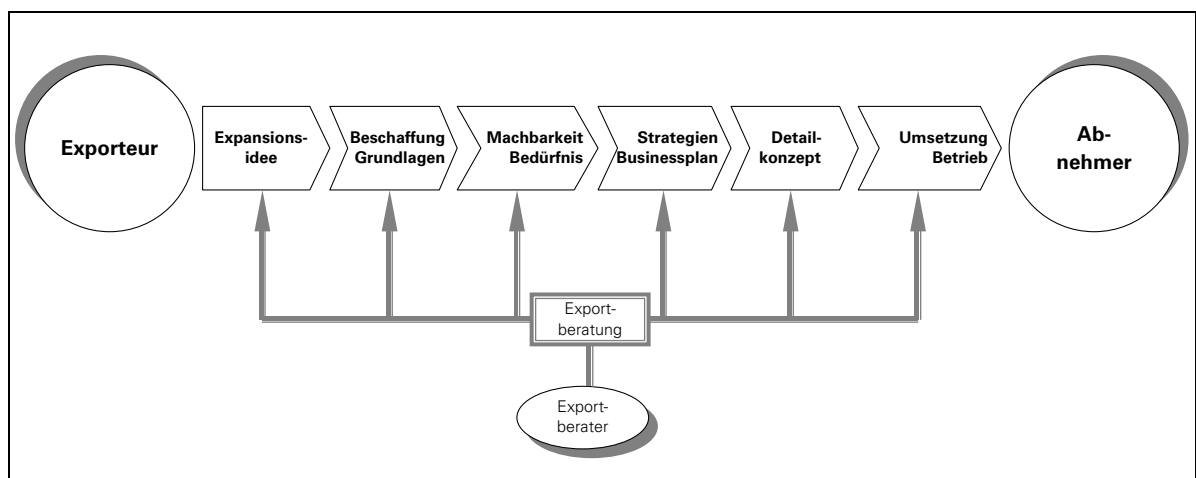 Exporteur
Expansions-
idee
Beschaffung
Grundlagen
Machbarkeit
Bedürfnis
Strategien
Businessplan
Detail-
konzept
Umsetzung
Betrieb
Ab-
nehmer
Export-
beratung
Export-
berater